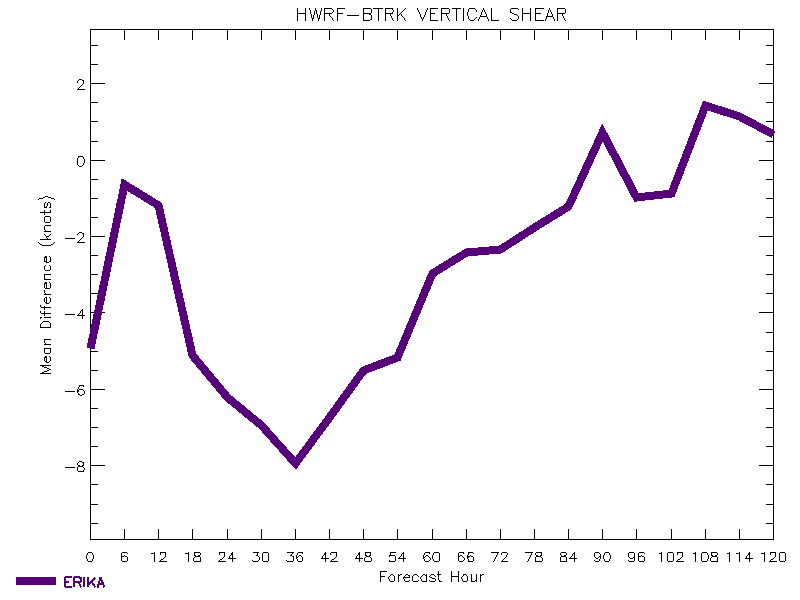 HWRF-BTRK VERTICAL SHEAR
2
0
-2
-4
-6
-8
Mean Difference (knots)
0 6 12 18 24 30 36 42 48 54 60 66 72 78 84 90 96 102 108 114 120
Forecast Hour
ERIKA